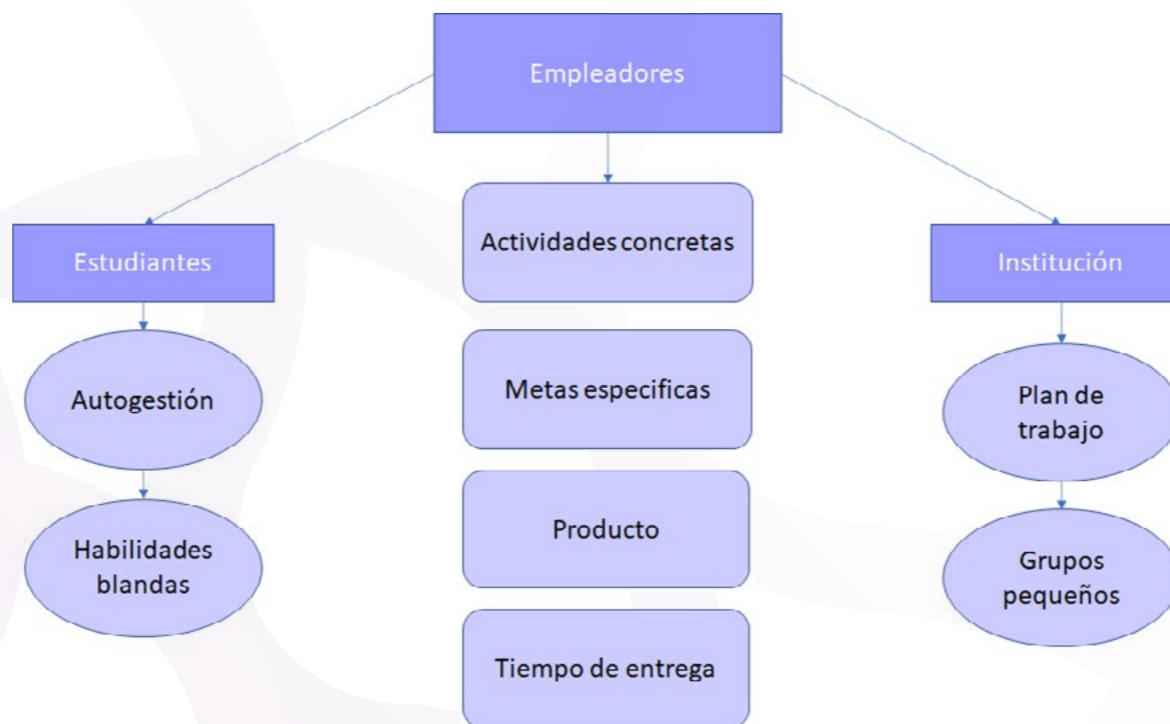 Empleadores
Estudiantes
Autogestión
Habilidades
blandas
Actividades concretas
Metas especificas
Producto
Tiempo de entrega
Institución
Plan de
trabajo
Grupos
pequeños